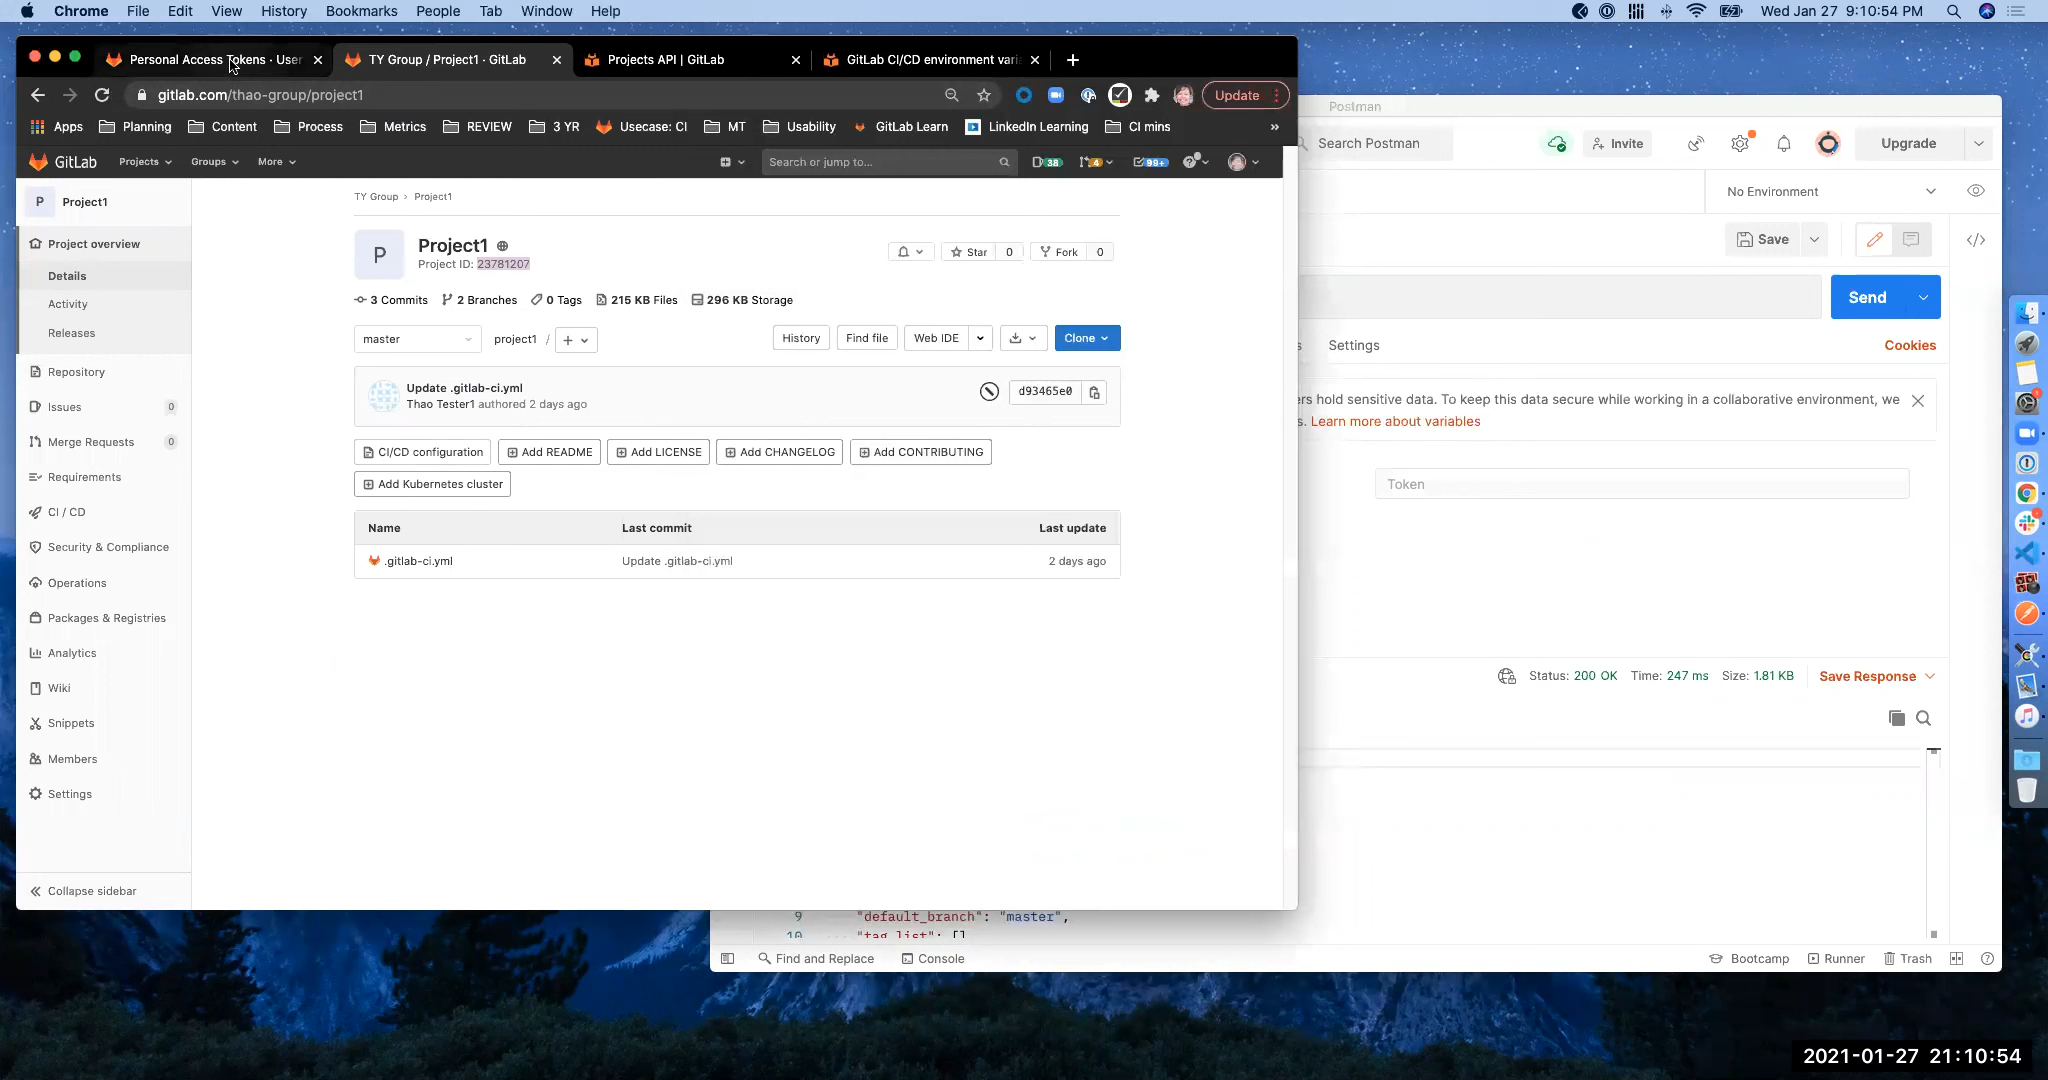 Chrome File Edit View History Bookmarks People Tab Window Help
Wed Jan 27 9:10:54 PM
Personal Access Tokens · User
TY Group / Project1 · GitLab
Projects API | GitLab
GitLab CI/CD environment varia
gitlab.com/thao-group/project1
Update
Apps Planning Content Process Metrics REVIEW 3 YR Usecase: CI MT Usability GitLab Learn LinkedIn Learning CI mins »
GitLab Projects Groups More
Search or jump to...
38 4 99+
P Project1
Project overview
Details
Activity
Releases
Repository
Issues 0
Merge Requests 0
Requirements
CI / CD
Security & Compliance
Operations
Packages & Registries
Analytics
Wiki
Snippets
Members
Settings
Collapse sidebar
TY Group > Project1
P
Project1
Project ID: 23781207
Star 0 Fork 0
3 Commits 2 Branches 0 Tags 215 KB Files 296 KB Storage
master project1 / +
History Find file Web IDE Clone
Update .gitlab-ci.yml
Thao Tester1 authored 2 days ago
d93465e0
CI/CD configuration Add README Add LICENSE Add CHANGELOG Add CONTRIBUTING
Add Kubernetes cluster
Name Last commit Last update
.gitlab-ci.yml Update .gitlab-ci.yml 2 days ago
Postman
Search Postman
Invite
Upgrade
No Environment
Save
Send
Settings Cookies
hold sensitive data. To keep this data secure while working in a collaborative environment, we
Learn more about variables
Token
Status: 200 OK Time: 247 ms Size: 1.81 KB Save Response
9 "default_branch": "master",
10 "tag_list": []
Find and Replace Console
Bootcamp Runner Trash
2021-01-27 21:10:54